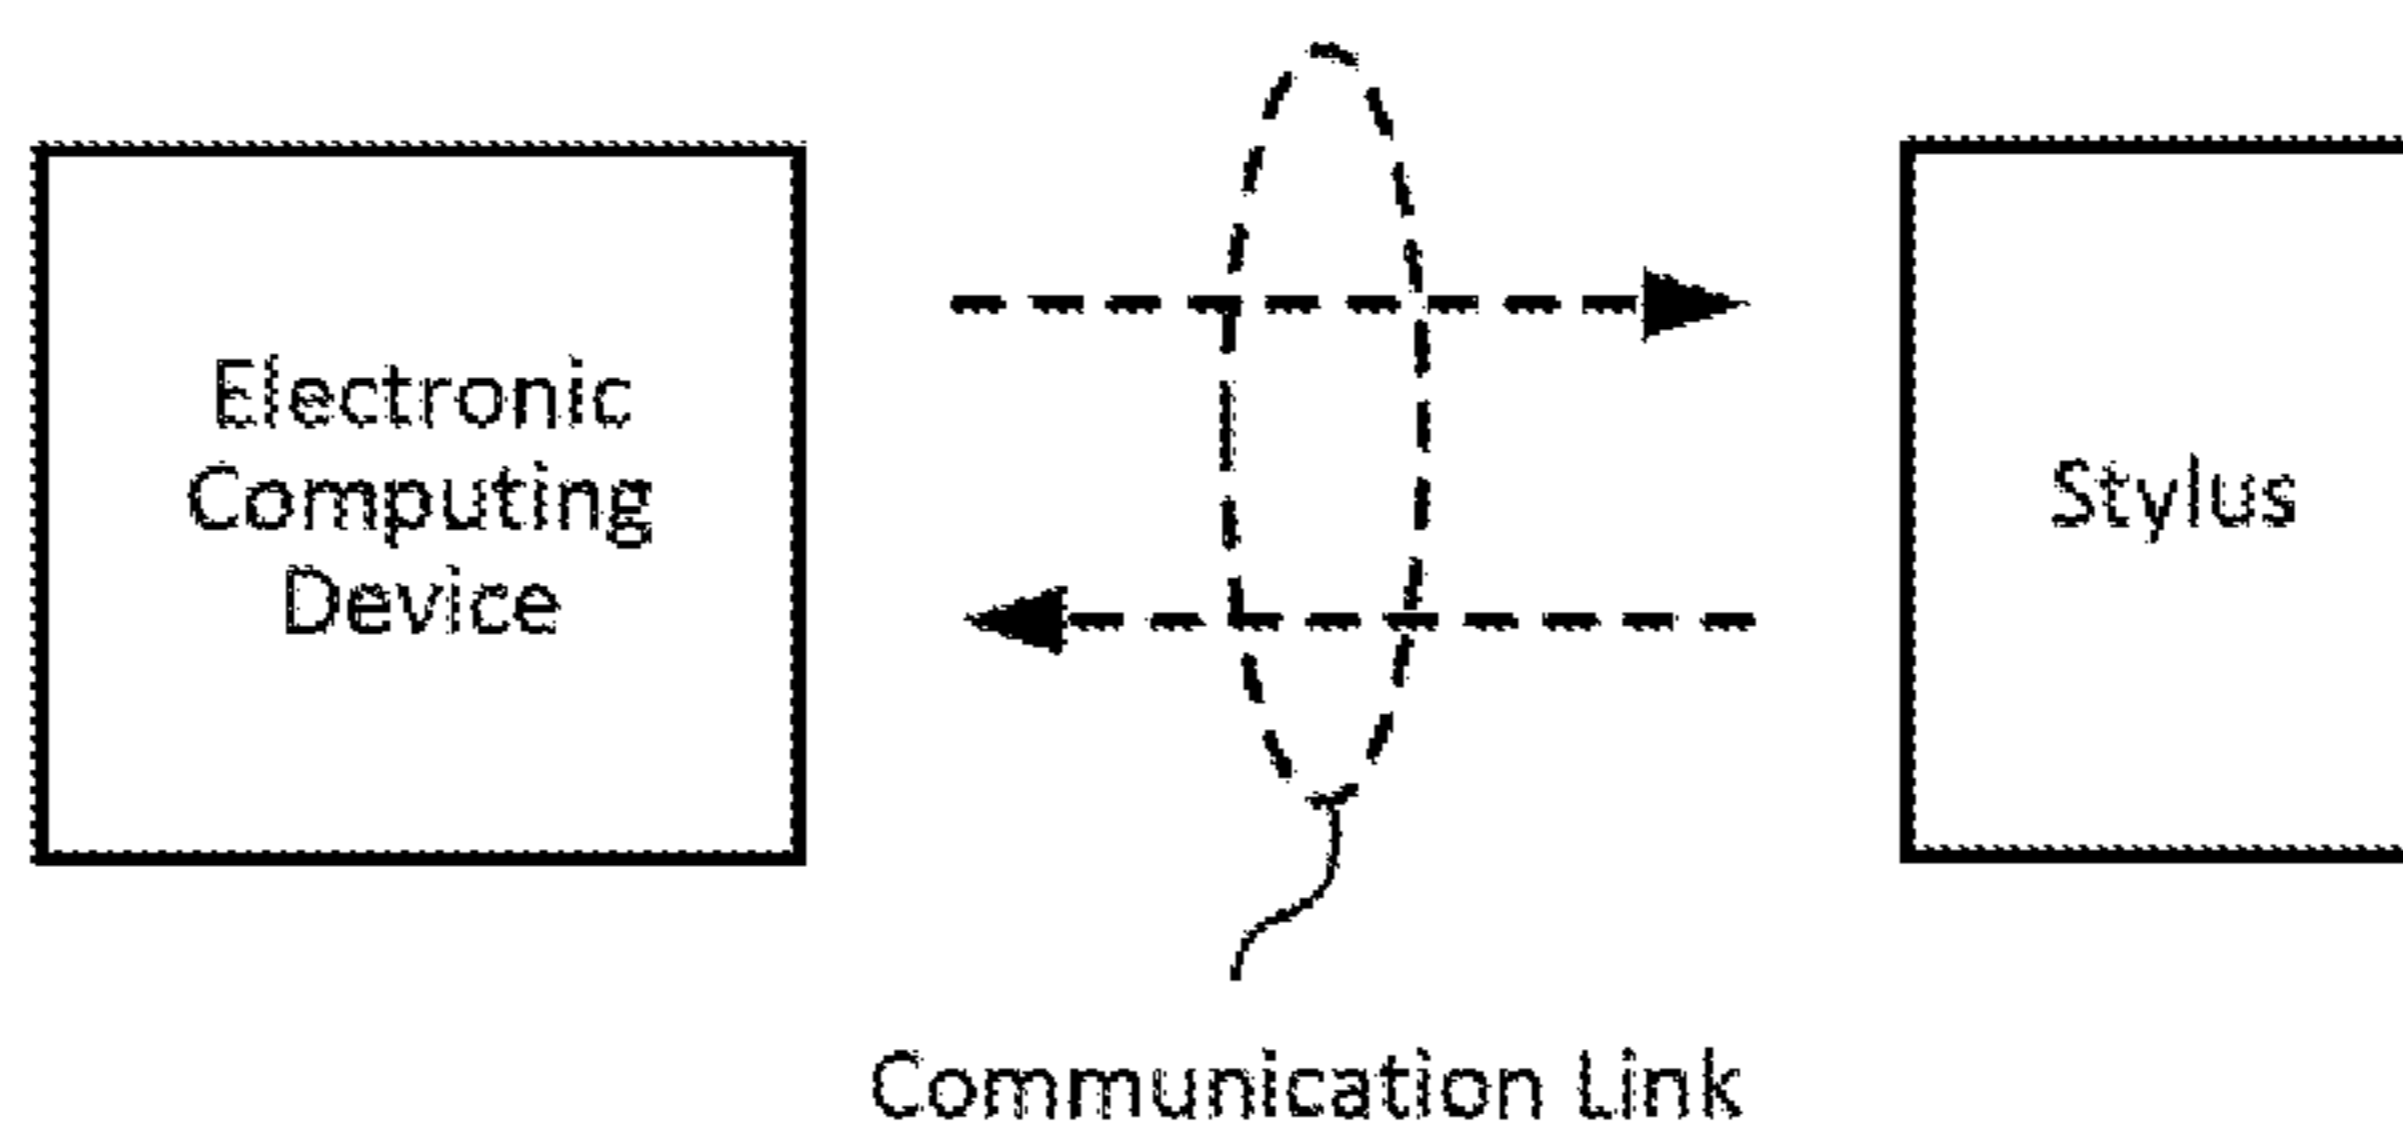 Electronic
Computing
Device
Stylus
Communication Link